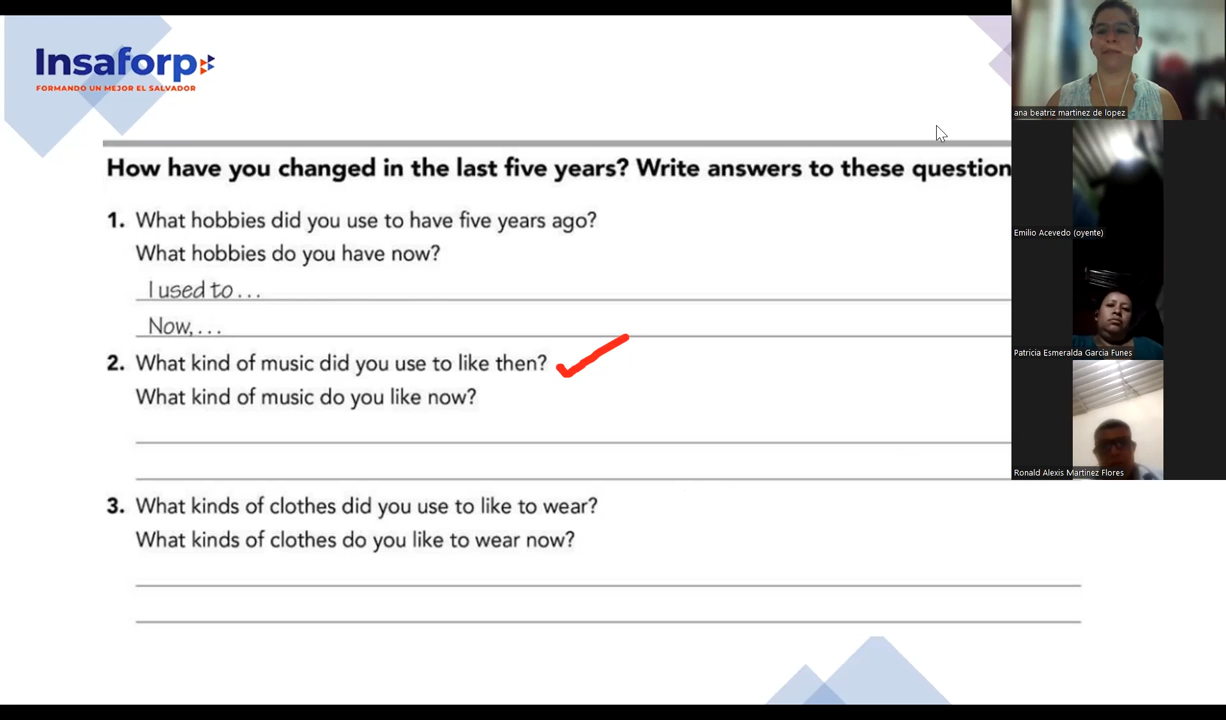 Insaforp
FORMANDO UN MEJOR EL SALVADOR
How have you changed in the last five years? Write answers to these question
1. What hobbies did you use to have five years ago?
What hobbies do you have now?
I used to ...
Now, ...
2. What kind of music did you use to like then?
What kind of music do you like now?
3. What kinds of clothes did you use to like to wear?
What kinds of clothes do you like to wear now?
ana beatriz martinez de lopez
Emilio Acevedo (oyente)
Patricia Esmeralda Garcia Funes
Ronald Alexis Martinez Flores